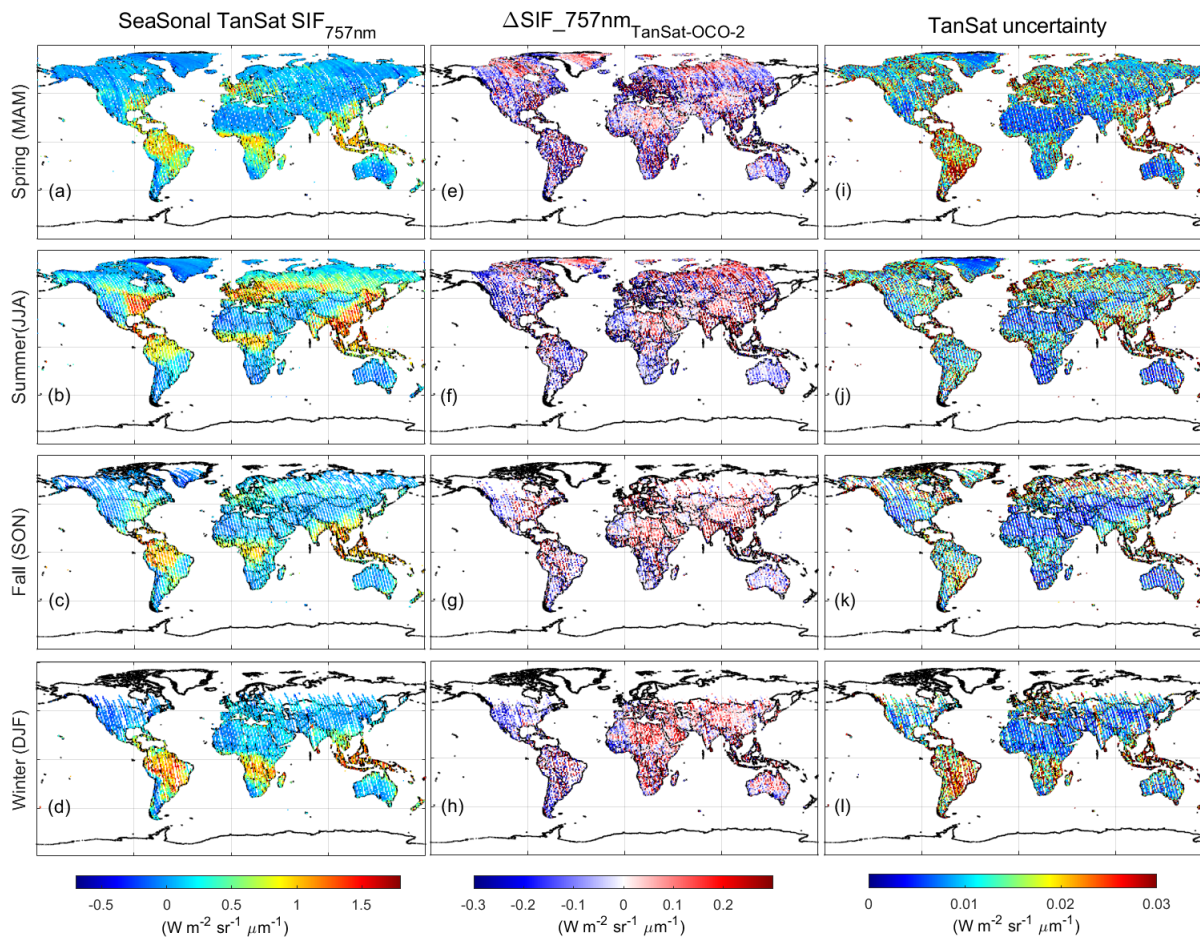 SeaSonal TanSat SIF757nm
ΔSIF_757nmTanSat-OCO-2
TanSat uncertainty
Spring (MAM)
(a)
(e)
(i)
Summer(JJA)
(b)
(f)
(j)
Fall (SON)
(c)
(g)
(k)
Winter (DJF)
(d)
(h)
(l)
-0.5 0 0.5 1 1.5
(W m-2 sr-1 μm-1)
-0.3 -0.2 -0.1 0 0.1 0.2
(W m-2 sr-1 μm-1)
0 0.01 0.02 0.03
(W m-2 sr-1 μm-1)